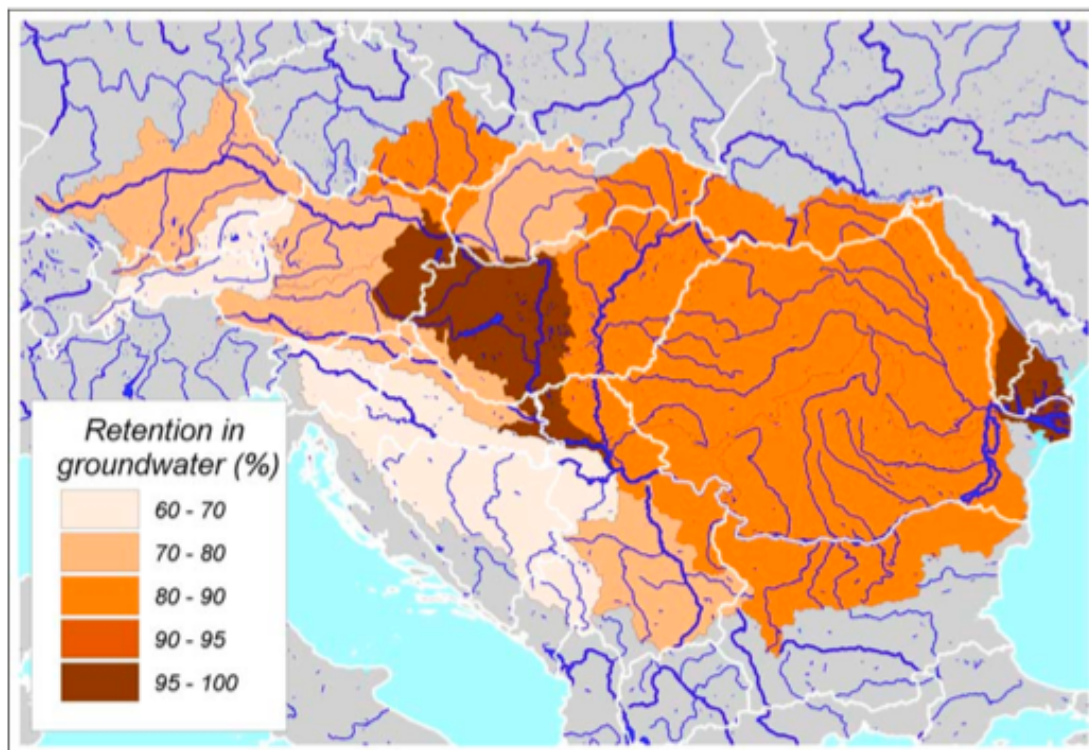 Retention in
groundwater (%)
60 - 70
70 - 80
80 - 90
90 - 95
95 - 100